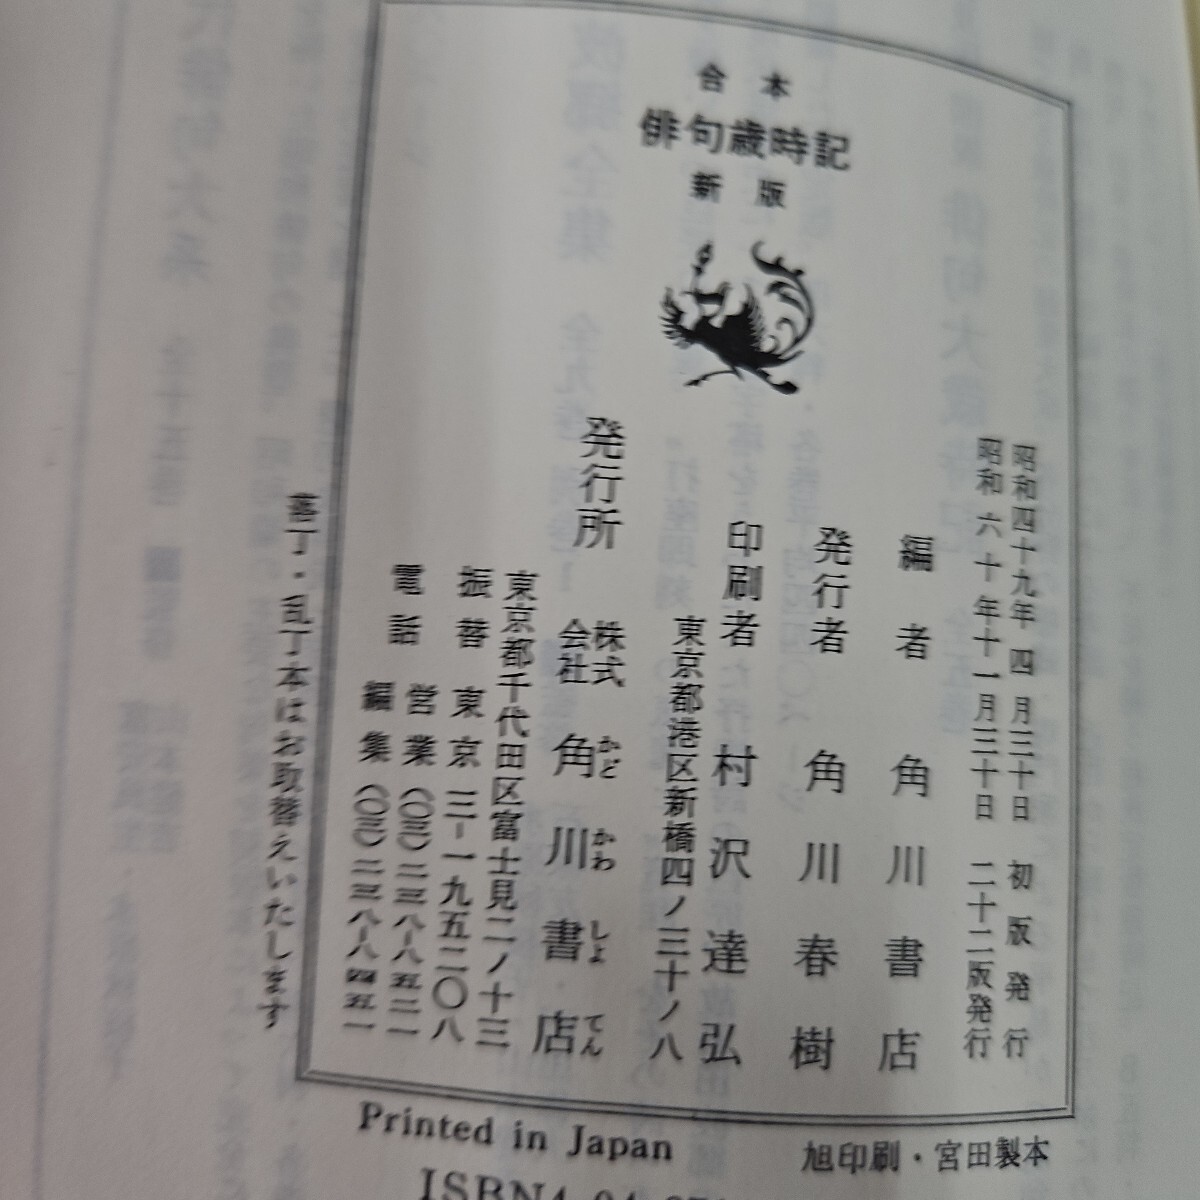 合本
俳句歳時記
新版
昭和四十九年四月三十日 初版発行
昭和六十年十一月三十日 二十二版発行
編者 角川書店
発行者 角川春樹
印刷者 村沢達弘
東京都港区新橋四ノ三十ノ八
発行所 株式会社 角川書店
かどかわしょてん
東京都千代田区富士見二ノ十三
振替 東京 三―一九五二〇八
電話 営業 (〇三)二三八―八五二一
編集 (〇三)二三八―八四五一
落丁・乱丁本はお取替えいたします
Printed in Japan
旭印刷・宮田製本